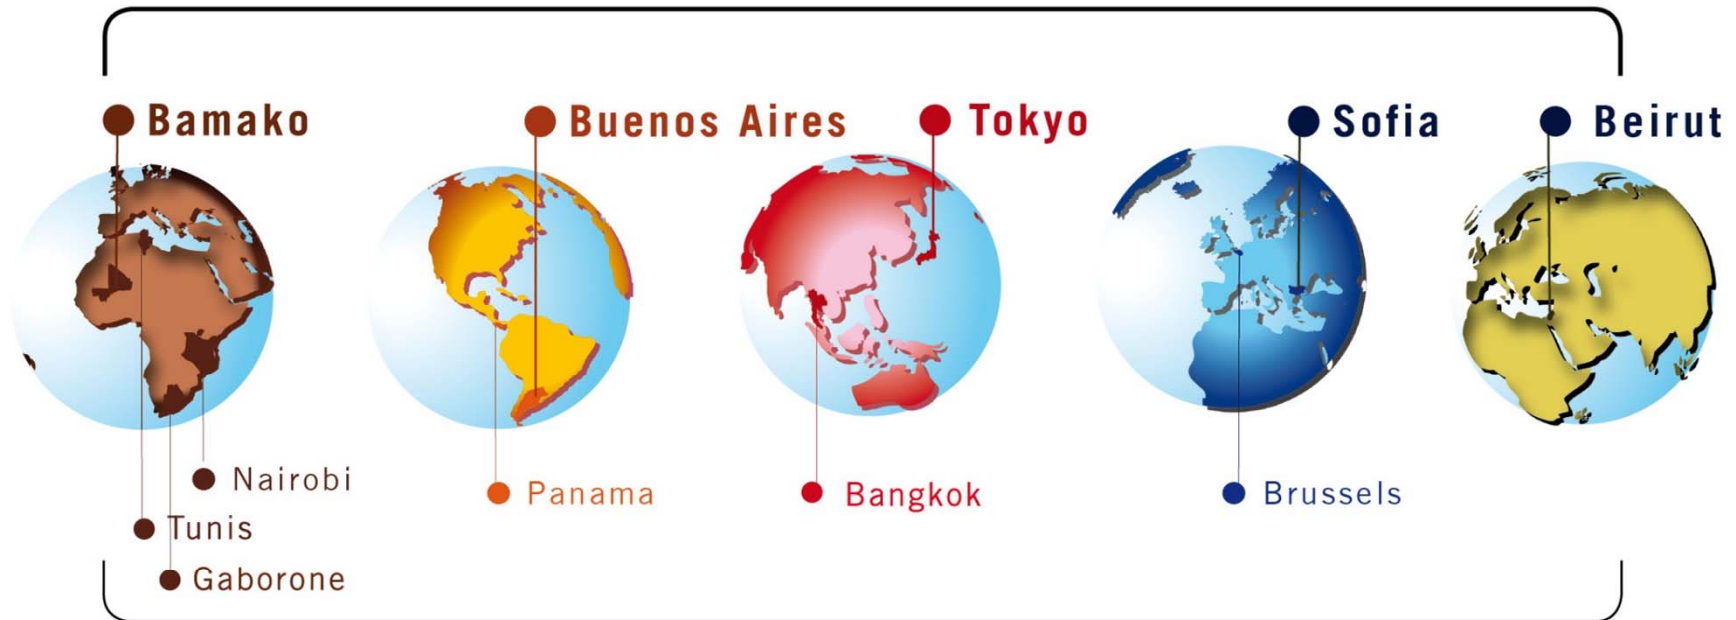 Bamako
Buenos Aires
Tokyo
Sofia
Beirut
Nairobi
Panama
Bangkok
Brussels
Tunis
Gaborone